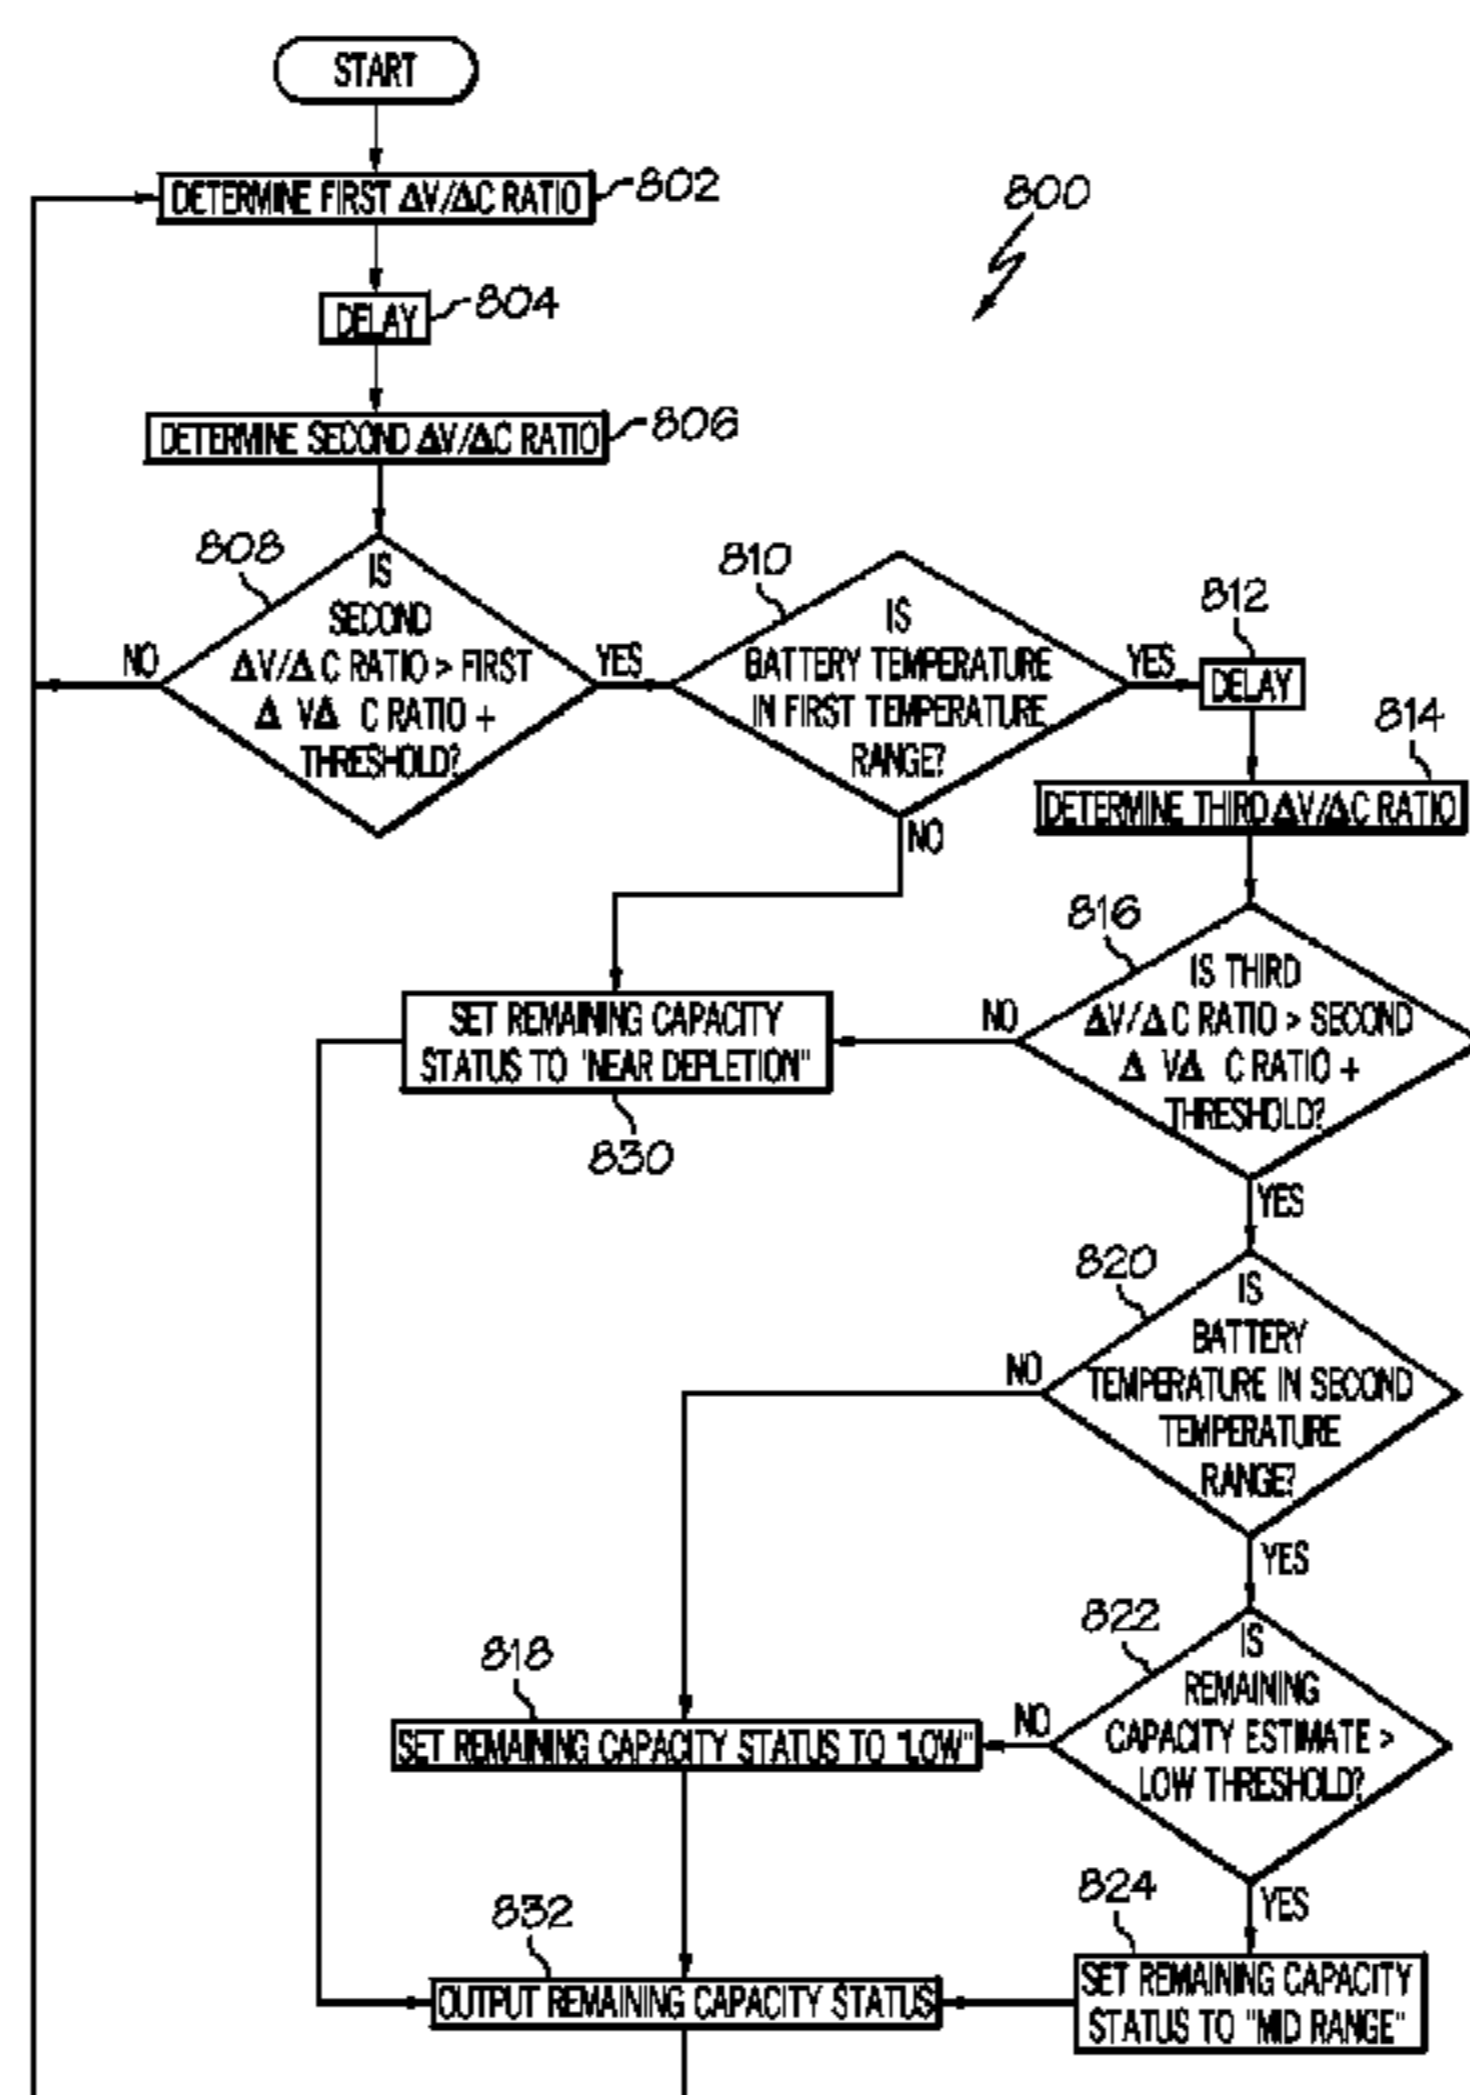 START
DETERMINE FIRST ΔV/ΔC RATIO
802
800
DELAY
804
DETERMINE SECOND ΔV/ΔC RATIO
806
808
IS
SECOND
ΔV/Δ C RATIO > FIRST
Δ VΔ C RATIO +
THRESHOLD?
NO
YES
810
IS
BATTERY TEMPERATURE
IN FIRST TEMPERATURE
RANGE?
YES
NO
812
DELAY
814
DETERMINE THIRD ΔV/ΔC RATIO
816
IS THIRD
ΔV/Δ C RATIO > SECOND
Δ VΔ C RATIO +
THRESHOLD?
NO
YES
SET REMAINING CAPACITY
STATUS TO "NEAR DEPLETION"
830
820
IS
BATTERY
TEMPERATURE IN SECOND
TEMPERATURE
RANGE?
NO
YES
822
IS
REMAINING
CAPACITY ESTIMATE >
LOW THRESHOLD?
NO
YES
818
SET REMAINING CAPACITY STATUS TO "LOW"
824
SET REMAINING CAPACITY
STATUS TO "MID RANGE"
832
OUTPUT REMAINING CAPACITY STATUS